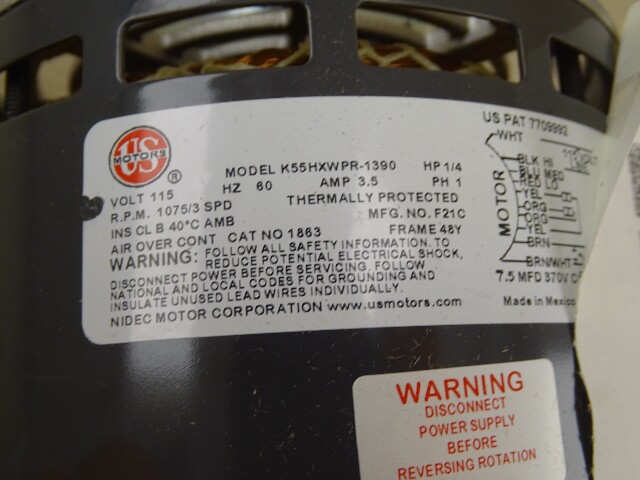 US
MOTORS
®
MODEL K55HXWPR-1390 HP 1/4
VOLT 115 HZ 60 AMP 3.5 PH 1
R.P.M. 1075/3 SPD THERMALLY PROTECTED
INS CL B 40°C AMB MFG. NO. F21C
AIR OVER CONT CAT NO 1863 FRAME 48Y
WARNING: FOLLOW ALL SAFETY INFORMATION. TO
REDUCE POTENTIAL ELECTRICAL SHOCK,
DISCONNECT POWER BEFORE SERVICING. FOLLOW
NATIONAL AND LOCAL CODES FOR GROUNDING AND
INSULATE UNUSED LEAD WIRES INDIVIDUALLY.
NIDEC MOTOR CORPORATION www.usmotors.com
US PAT 7709992
WHT
MOTOR
BLK HI
BLU MED
RED LO
YEL
ORG
ORG
YEL
BRN
BRN/WHT
7.5 MFD 370V
Made in Mexico
WARNING
DISCONNECT
POWER SUPPLY
BEFORE
REVERSING ROTATION